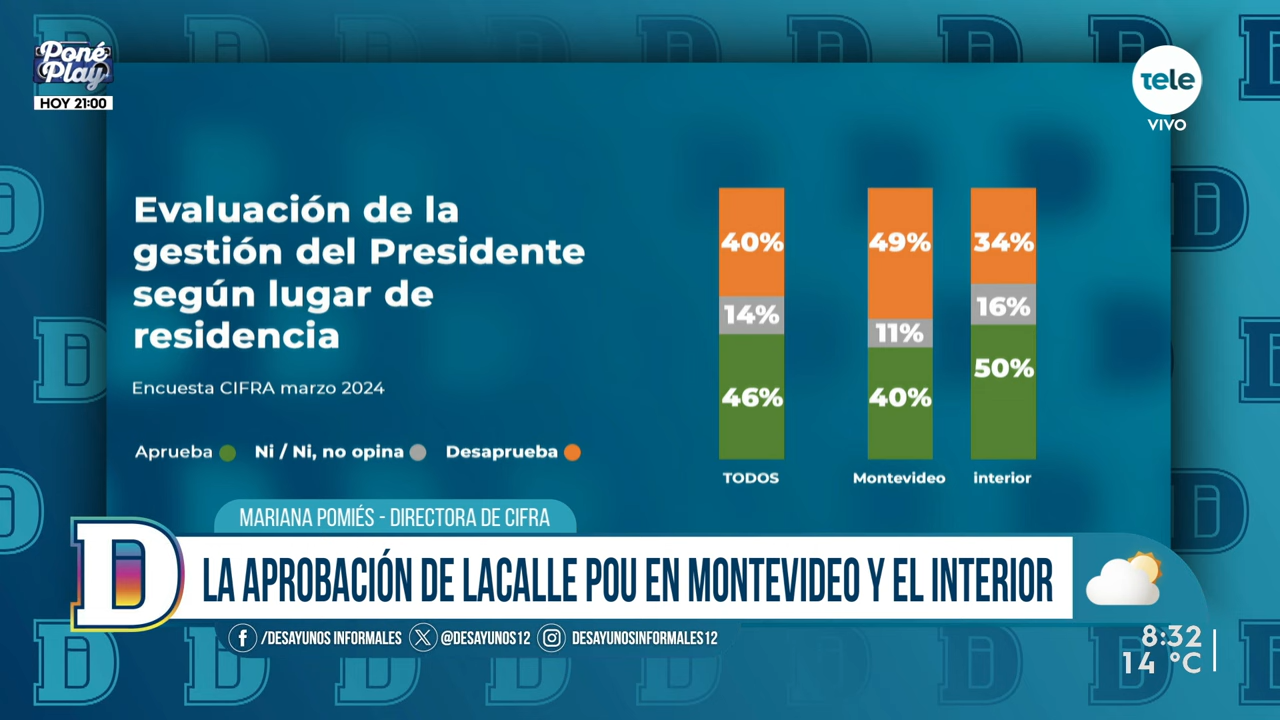 Poné
Play
HOY 21:00
tele
VIVO
Evaluación de la
gestión del Presidente
según lugar de
residencia
Encuesta CIFRA marzo 2024
Aprueba
Ni / Ni, no opina
Desaprueba
40%
14%
46%
TODOS
49%
11%
40%
Montevideo
34%
16%
50%
interior
MARIANA POMIÉS - DIRECTORA DE CIFRA
D
LA APROBACIÓN DE LACALLE POU EN MONTEVIDEO Y EL INTERIOR
/DESAYUNOS INFORMALES
@DESAYUNOS12
DESAYUNOSINFORMALES12
8:32
14 °C